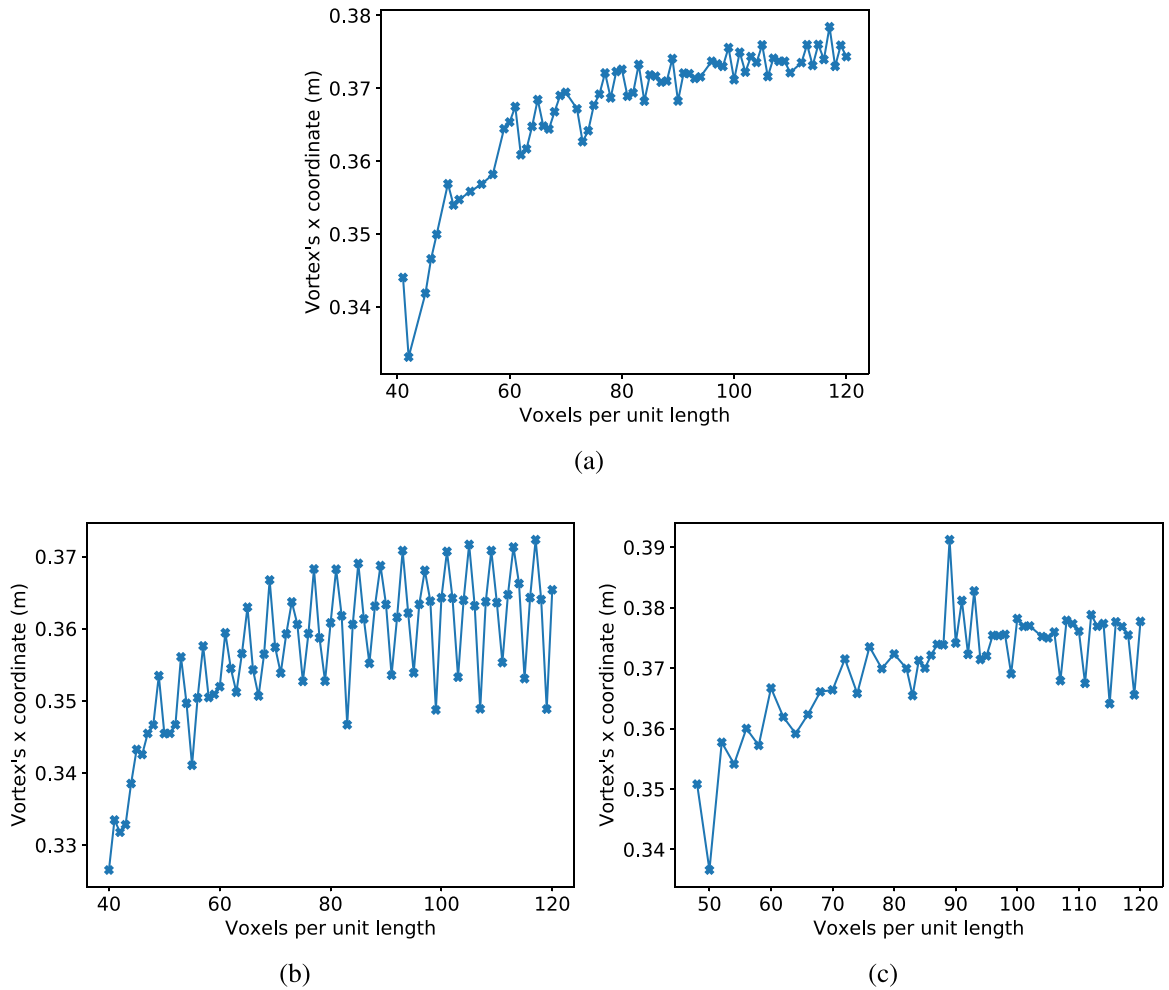 0.38
0.37
0.36
0.35
0.34
Vortex's x coordinate (m)
40 60 80 100 120
Voxels per unit length
(a)
0.37
0.36
0.35
0.34
0.33
Vortex's x coordinate (m)
40 60 80 100 120
Voxels per unit length
(b)
0.39
0.38
0.37
0.36
0.35
0.34
Vortex's x coordinate (m)
50 60 70 80 90 100 110 120
Voxels per unit length
(c)